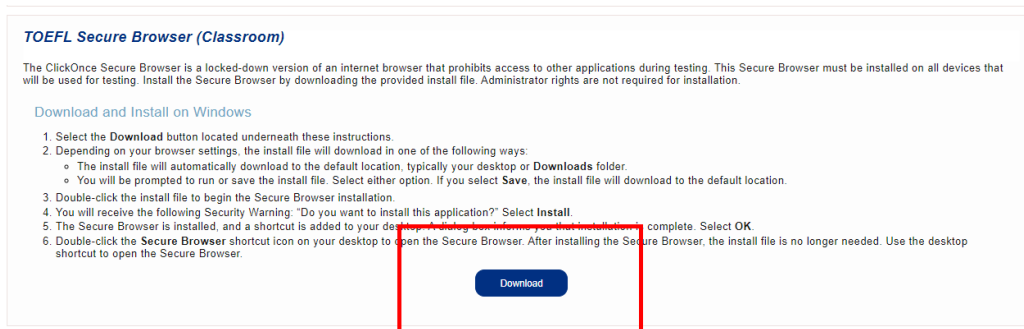 TOEFL Secure Browser (Classroom)
The ClickOnce Secure Browser is a locked-down version of an internet browser that prohibits access to other applications during testing. This Secure Browser must be installed on all devices that
will be used for testing. Install the Secure Browser by downloading the provided install file. Administrator rights are not required for installation.
Download and Install on Windows
1. Select the Download button located underneath these instructions.
2. Depending on your browser settings, the install file will download in one of the following ways:
The install file will automatically download to the default location, typically your desktop or Downloads folder.
You will be prompted to run or save the install file. Select either option. If you select Save, the install file will download to the default location.
3. Double-click the install file to begin the Secure Browser installation.
4. You will receive the following Security Warning: “Do you want to install this application?” Select Install.
5. The Secure Browser is installed, and a shortcut is added to your desktop. A dialog box informs you that installation is complete. Select OK.
6. Double-click the Secure Browser shortcut icon on your desktop to open the Secure Browser. After installing the Secure Browser, the install file is no longer needed. Use the desktop
shortcut to open the Secure Browser.
Download